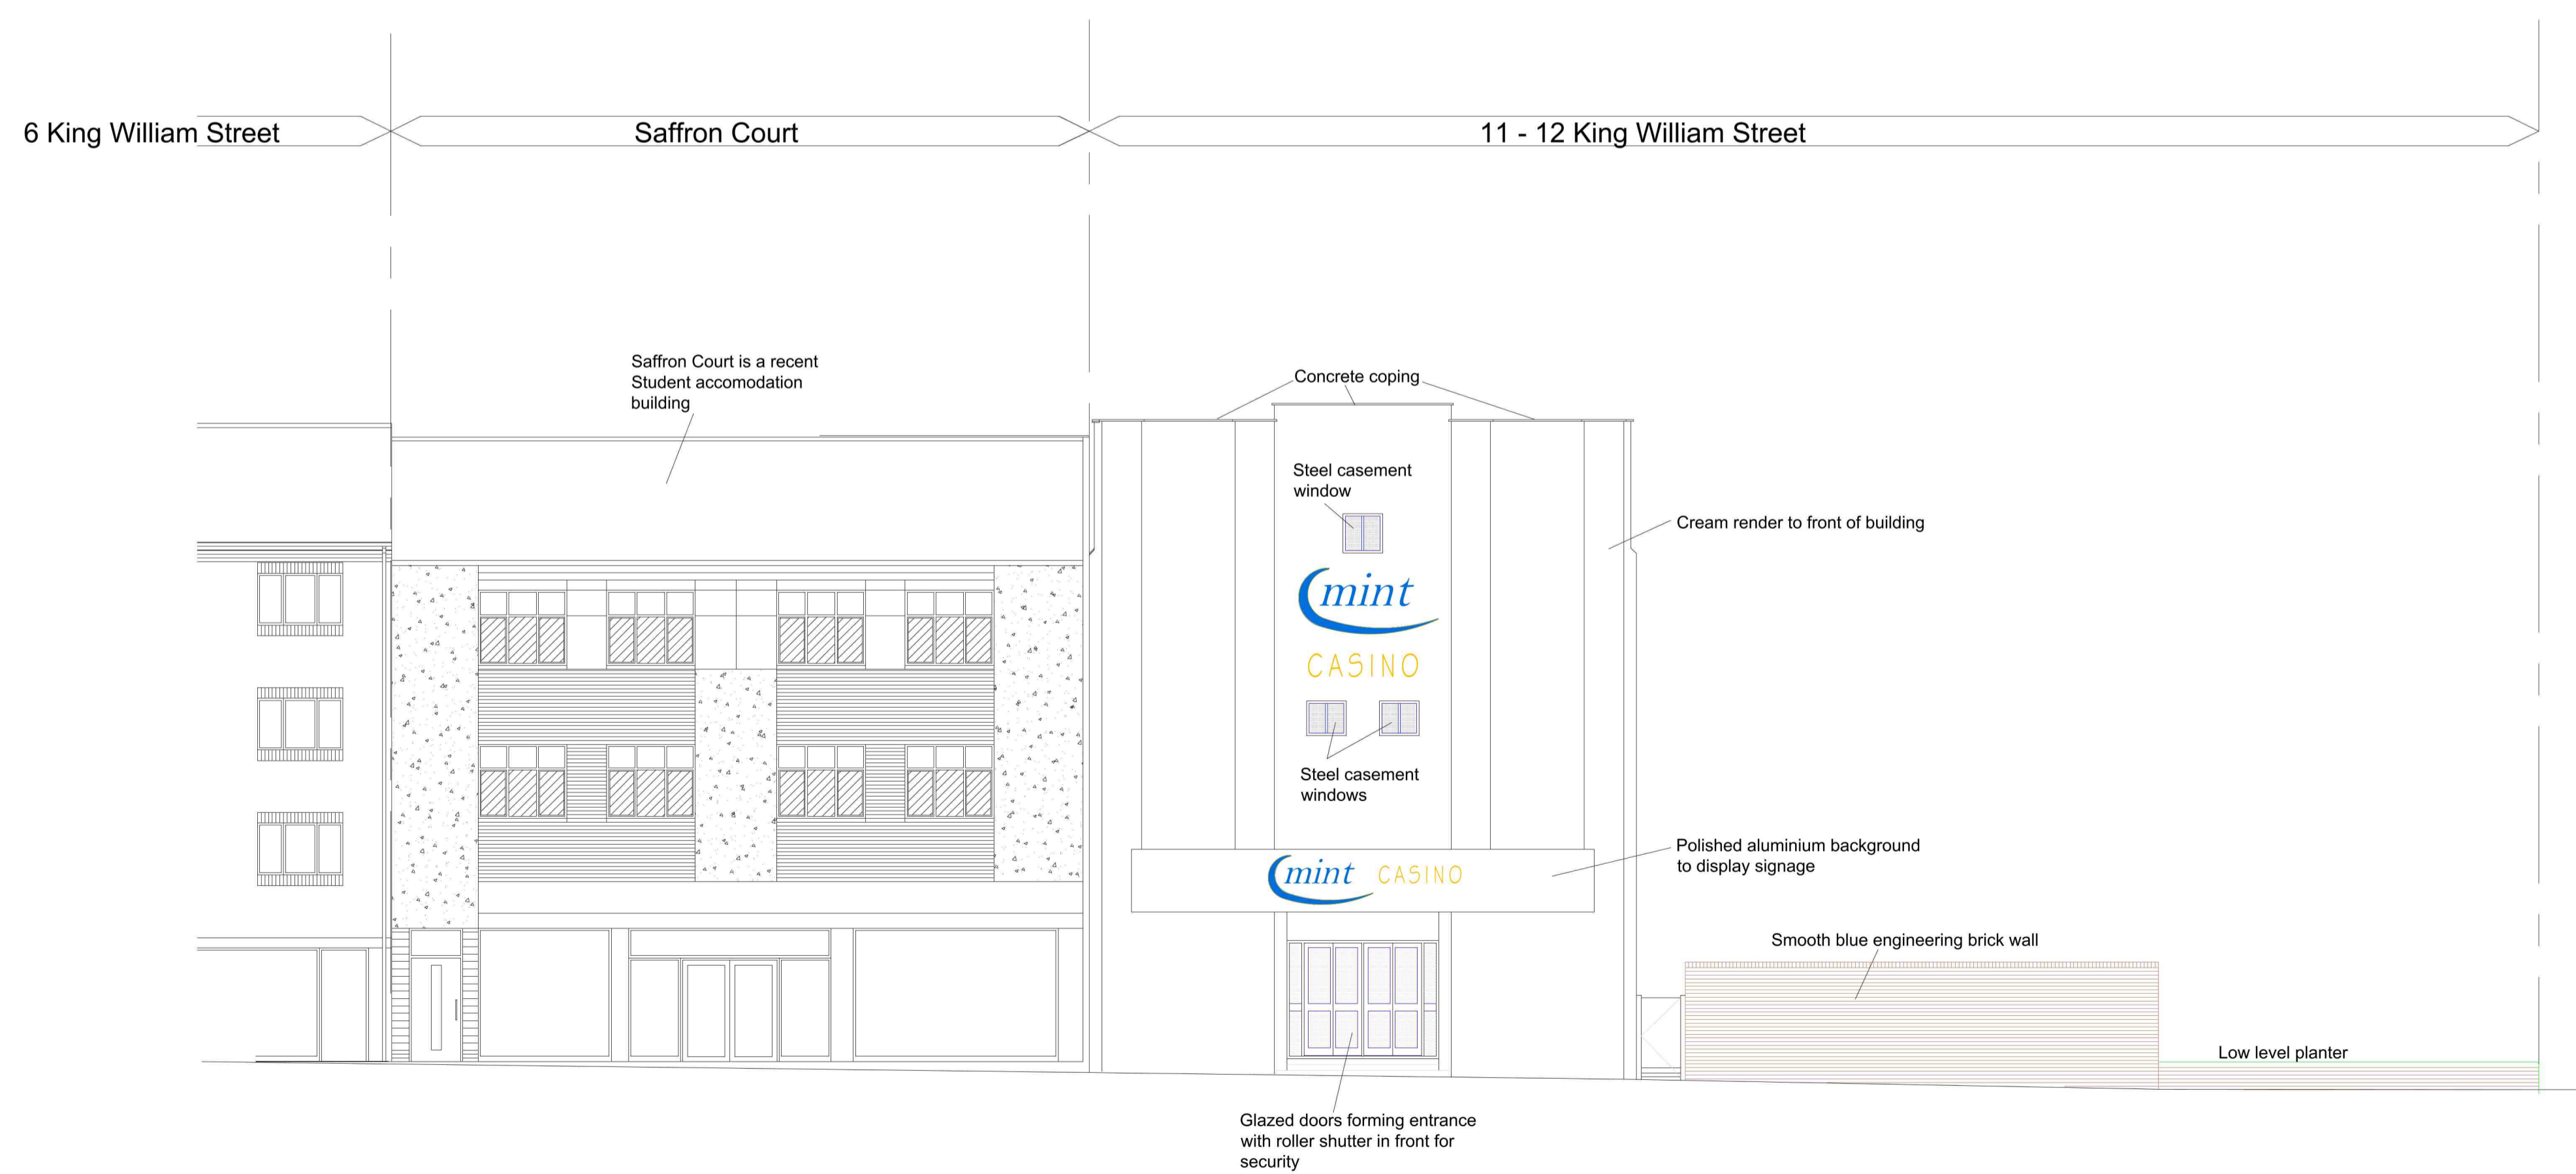 6 King William Street
Saffron Court
11 - 12 King William Street
Saffron Court is a recent
Student accomodation
building
Concrete coping
Steel casement
window
Cream render to front of building
mint
CASINO
Steel casement
windows
Polished aluminium background
to display signage
mint CASINO
Smooth blue engineering brick wall
Low level planter
Glazed doors forming entrance
with roller shutter in front for
security